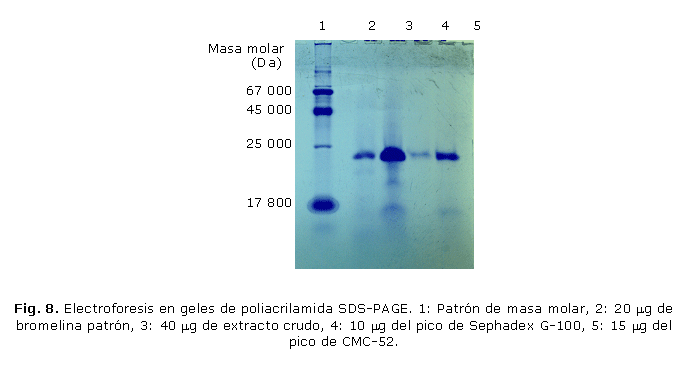 1 2 3 4 5
Masa molar
(Da)
67 000
45 000
25 000
17 800
Fig. 8. Electroforesis en geles de poliacrilamida SDS-PAGE. 1: Patrón de masa molar, 2: 20 μg de
bromelina patrón, 3: 40 μg de extracto crudo, 4: 10 μg del pico de Sephadex G-100, 5: 15 μg del
pico de CMC-52.